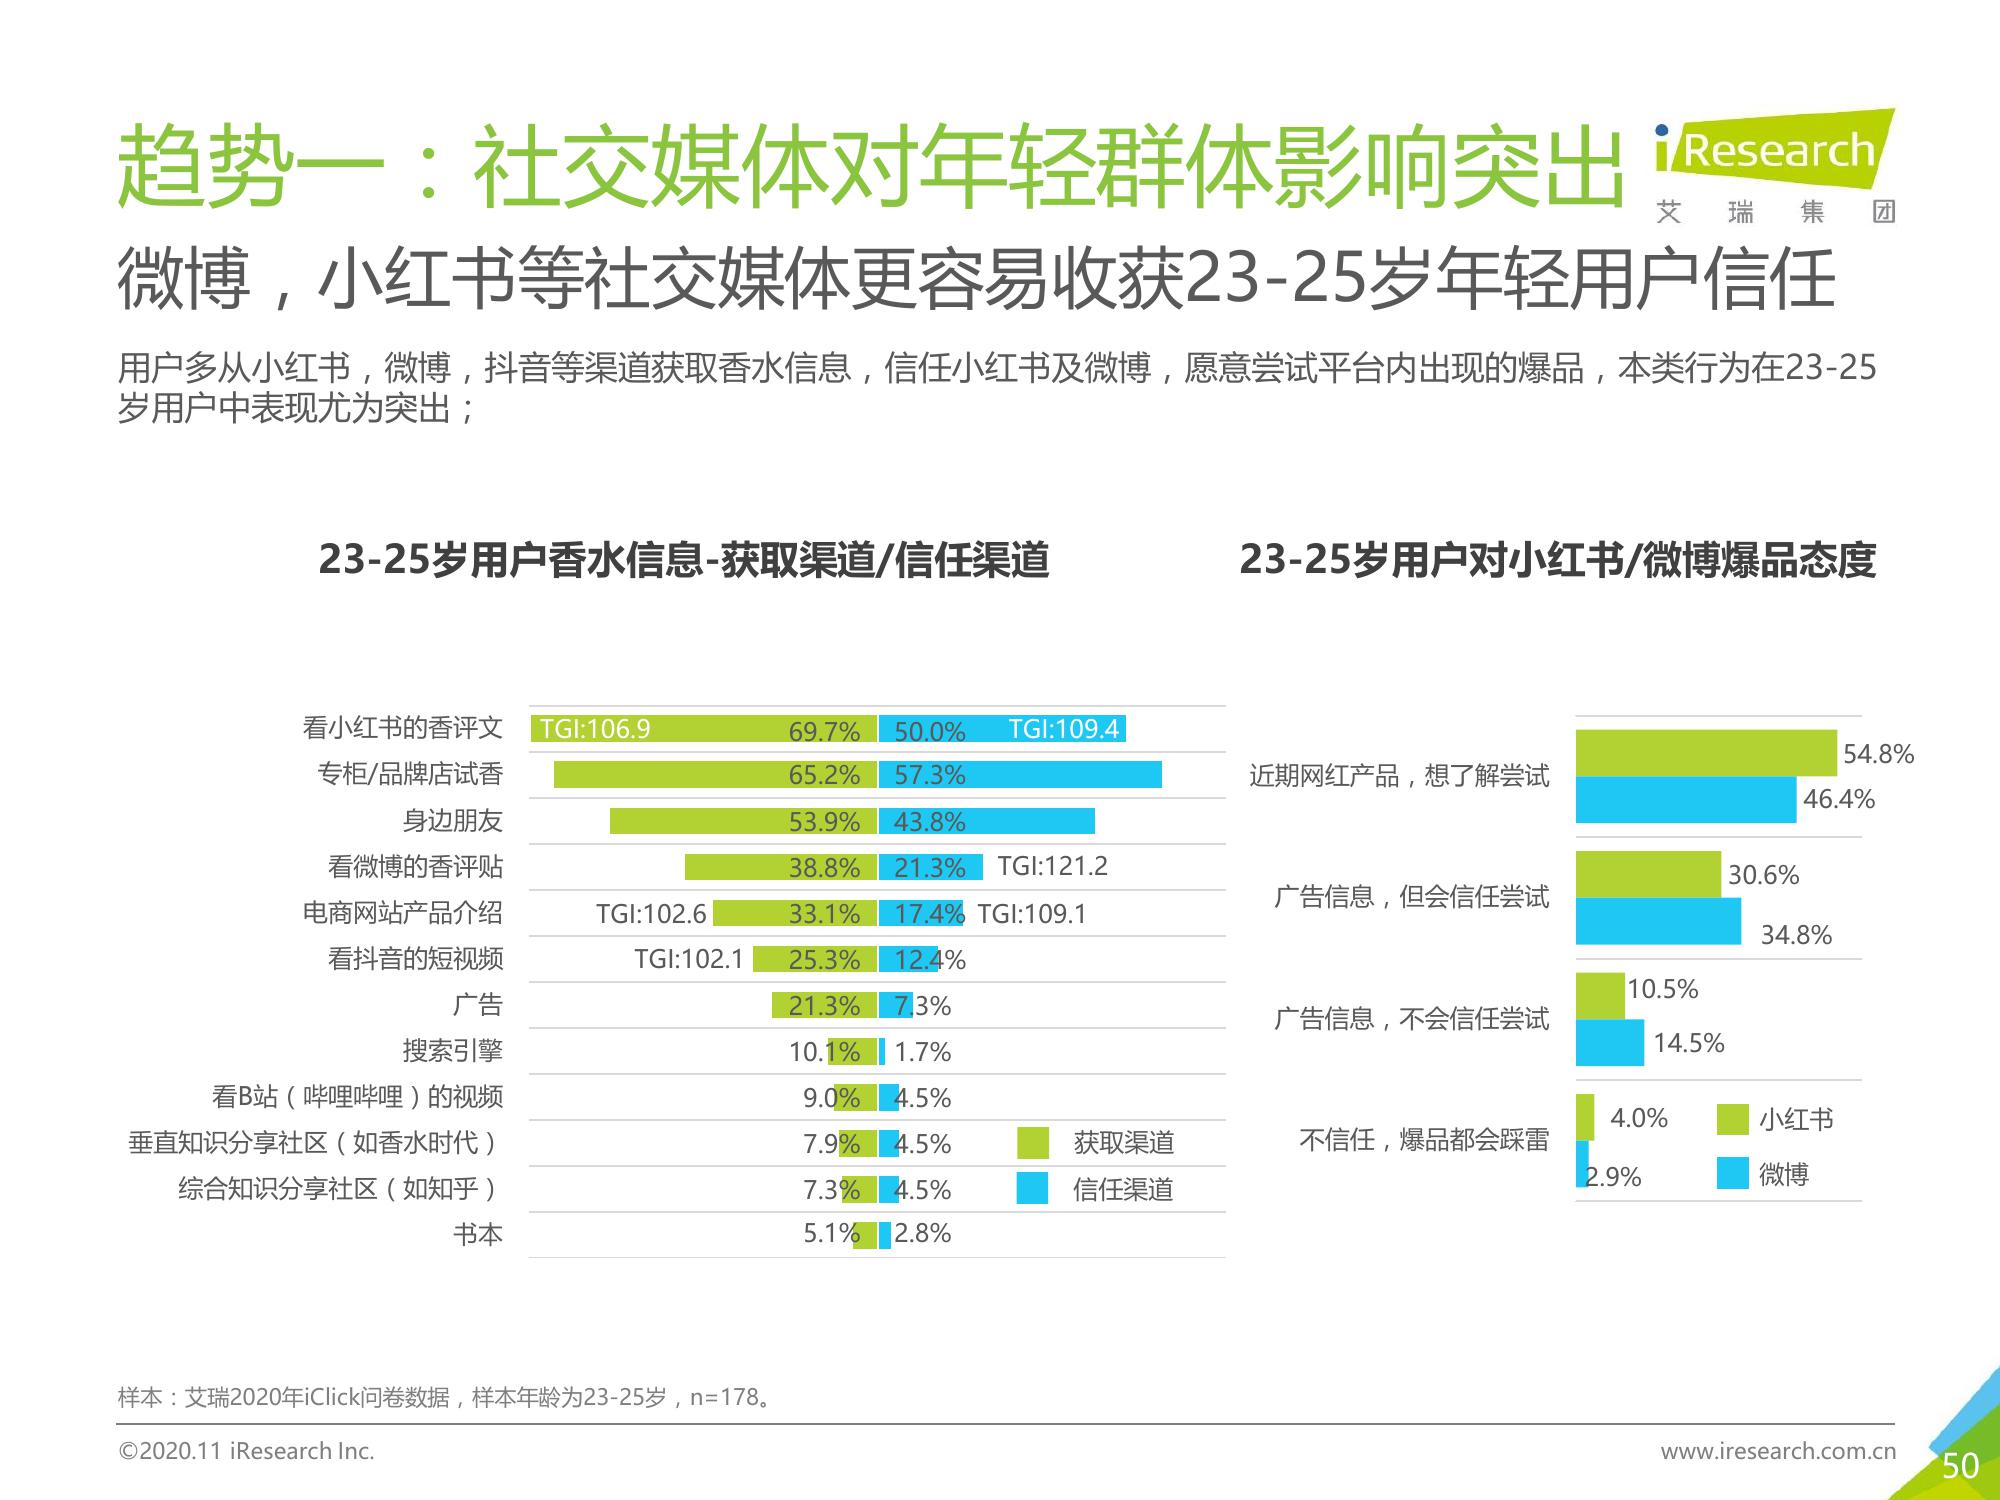 趋势一：社交媒体对年轻群体影响突出
iResearch
艾瑞集团
微博，小红书等社交媒体更容易收获23-25岁年轻用户信任
用户多从小红书，微博，抖音等渠道获取香水信息，信任小红书及微博，愿意尝试平台内出现的爆品，本类行为在23-25
岁用户中表现尤为突出；
23-25岁用户香水信息-获取渠道/信任渠道
看小红书的香评文 TGI:106.9 69.7% 50.0% TGI:109.4
专柜/品牌店试香 65.2% 57.3%
身边朋友 53.9% 43.8%
看微博的香评贴 38.8% 21.3% TGI:121.2
电商网站产品介绍 TGI:102.6 33.1% 17.4% TGI:109.1
看抖音的短视频 TGI:102.1 25.3% 12.4%
广告 21.3% 7.3%
搜索引擎 10.1% 1.7%
看B站（哔哩哔哩）的视频 9.0% 4.5%
垂直知识分享社区（如香水时代） 7.9% 4.5%
综合知识分享社区（如知乎） 7.3% 4.5%
书本 5.1% 2.8%
获取渠道
信任渠道
23-25岁用户对小红书/微博爆品态度
近期网红产品，想了解尝试 54.8% 46.4%
广告信息，但会信任尝试 30.6% 34.8%
广告信息，不会信任尝试 10.5% 14.5%
不信任，爆品都会踩雷 4.0% 2.9%
小红书
微博
样本：艾瑞2020年iClick问卷数据，样本年龄为23-25岁，n=178。
©2020.11 iResearch Inc.
www.iresearch.com.cn
50